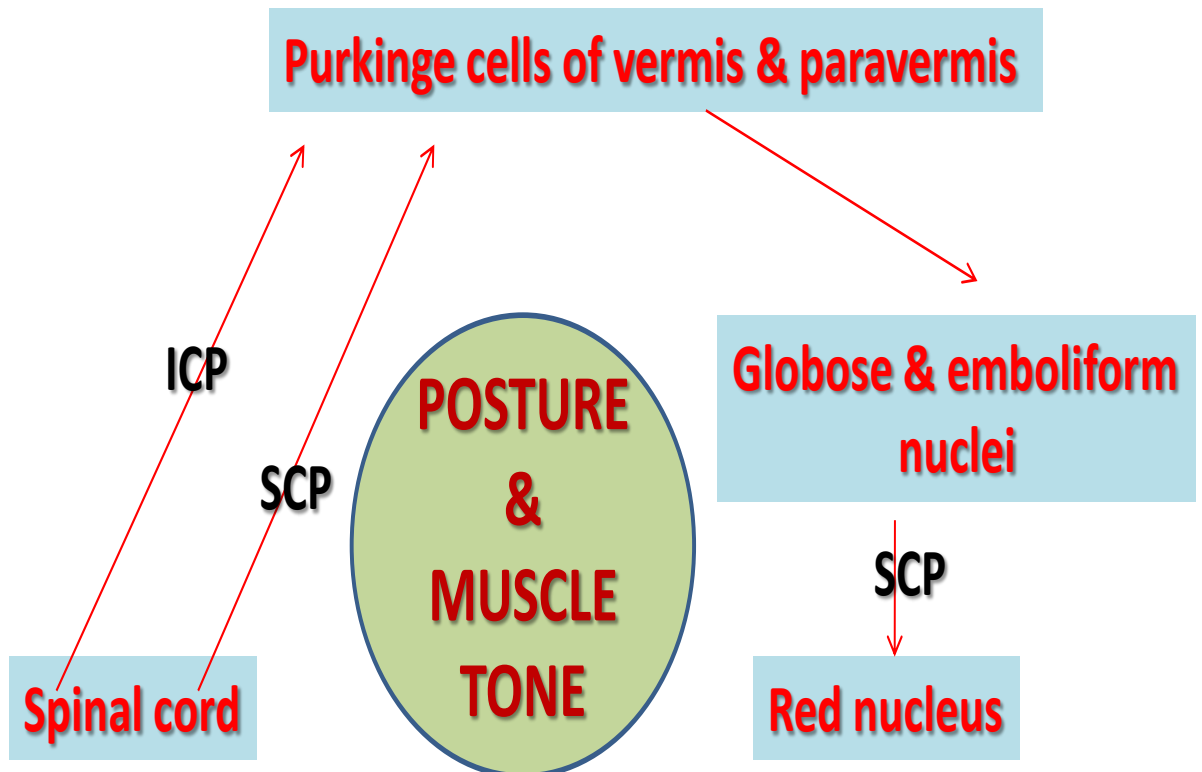 Purkinge cells of vermis & paravermis
ICP
SCP
POSTURE
&
MUSCLE
TONE
Globose & emboliform
nuclei
SCP
Spinal cord
Red nucleus